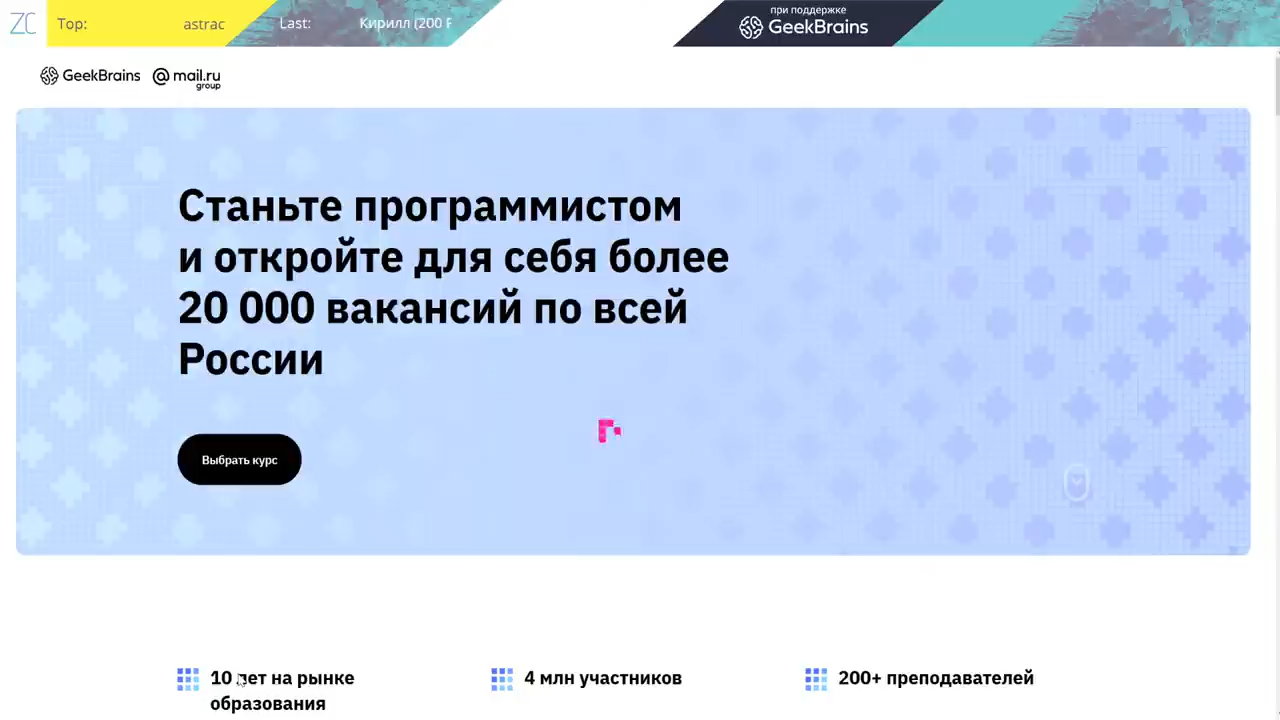 ZC
Top:
astrac
Last:
Кирилл (200
при поддержке
GeekBrains
GeekBrains
@mail.ru
group
Станьте программистом
и откройте для себя более
20 000 вакансий по всей
России
Выбрать курс
10 лет на рынке
образования
4 млн участников
200+ преподавателей